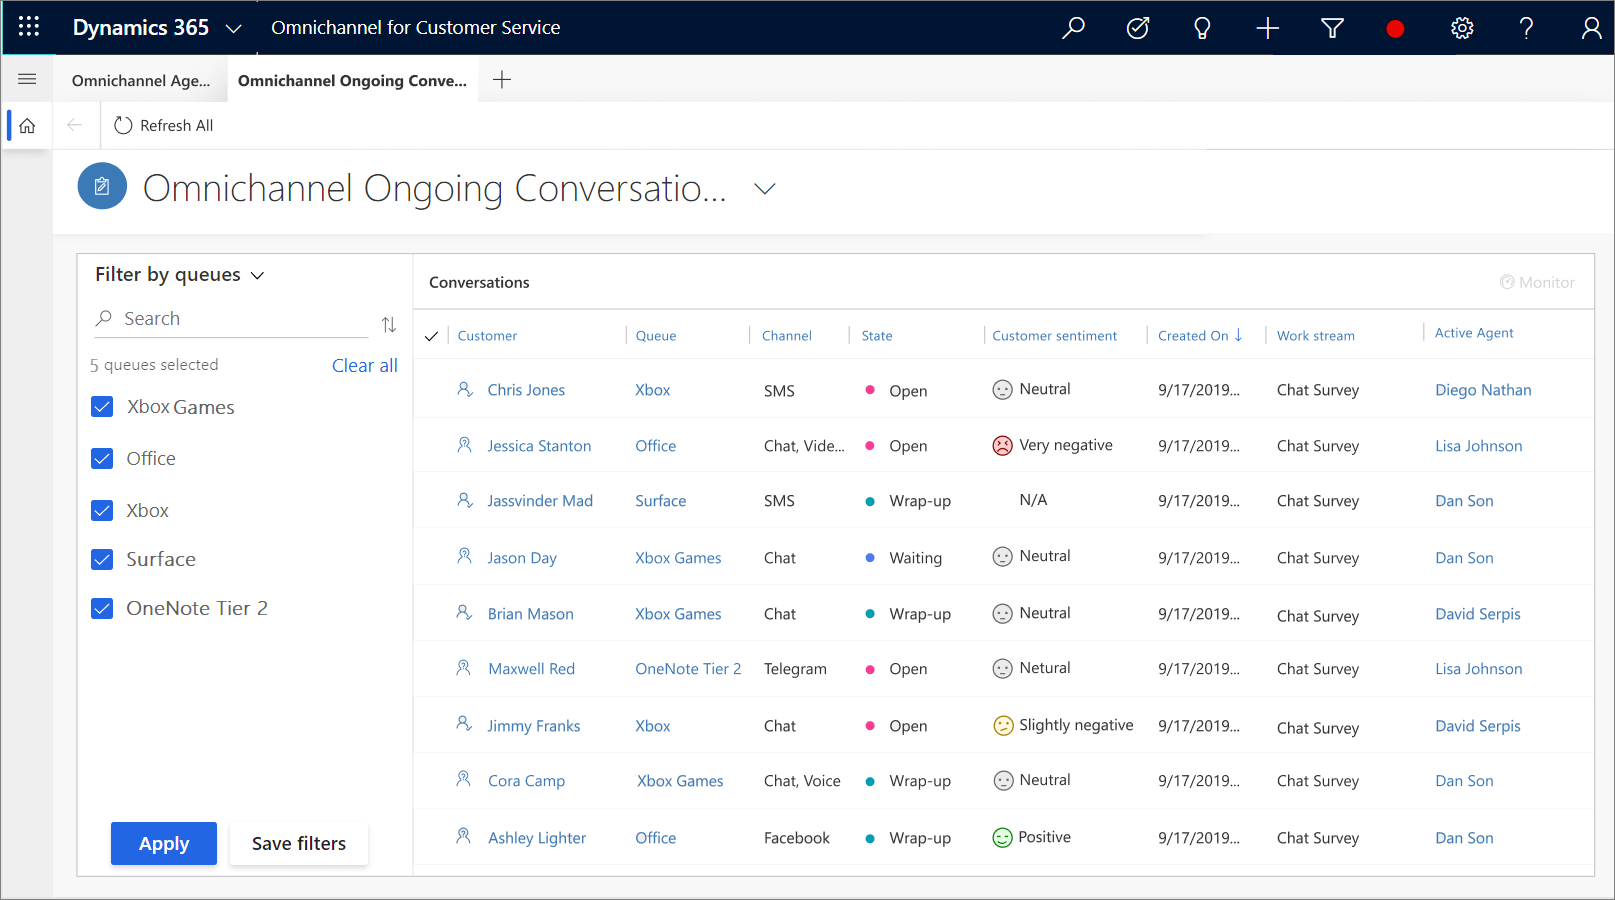 Dynamics 365 Omnichannel for Customer Service
Omnichannel Age... Omnichannel Ongoing Conve...
Refresh All
Omnichannel Ongoing Conversatio...
Filter by queues
Search
5 queues selected Clear all
Xbox Games
Office
Xbox
Surface
OneNote Tier 2
Apply Save filters
Conversations Monitor
Customer Queue Channel State Customer sentiment Created On Work stream Active Agent
Chris Jones Xbox SMS Open Neutral 9/17/2019... Chat Survey Diego Nathan
Jessica Stanton Office Chat, Vide... Open Very negative 9/17/2019... Chat Survey Lisa Johnson
Jassvinder Mad Surface SMS Wrap-up N/A 9/17/2019... Chat Survey Dan Son
Jason Day Xbox Games Chat Waiting Neutral 9/17/2019... Chat Survey Dan Son
Brian Mason Xbox Games Chat Wrap-up Neutral 9/17/2019... Chat Survey David Serpis
Maxwell Red OneNote Tier 2 Telegram Open Netural 9/17/2019... Chat Survey Lisa Johnson
Jimmy Franks Xbox Chat Open Slightly negative 9/17/2019... Chat Survey David Serpis
Cora Camp Xbox Games Chat, Voice Wrap-up Neutral 9/17/2019... Chat Survey Dan Son
Ashley Lighter Office Facebook Wrap-up Positive 9/17/2019... Chat Survey Dan Son